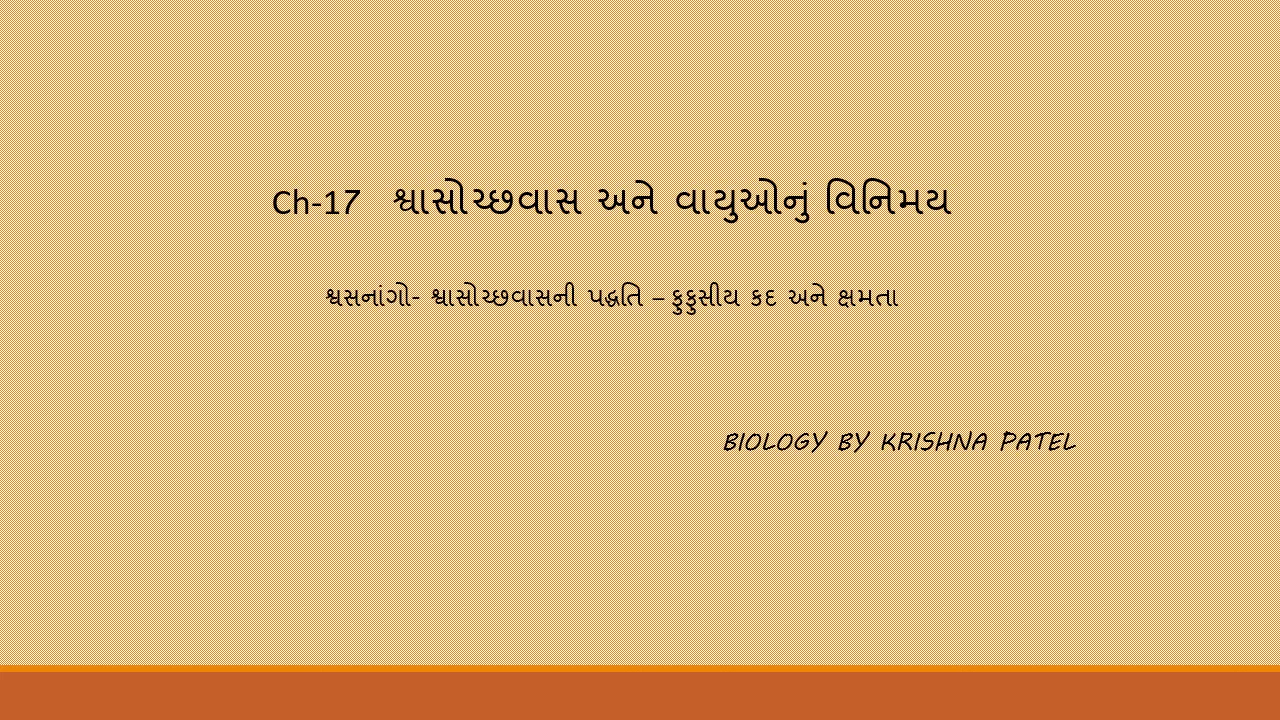 Ch-17 શ્વાસોચ્છવાસ અને વાયુઓનું વિનિમય
શ્વસનાંગો- શ્વાસોચ્છવાસની પદ્ધતિ – ફુફુસીય કદ અને ક્ષમતા
BIOLOGY BY KRISHNA PATEL